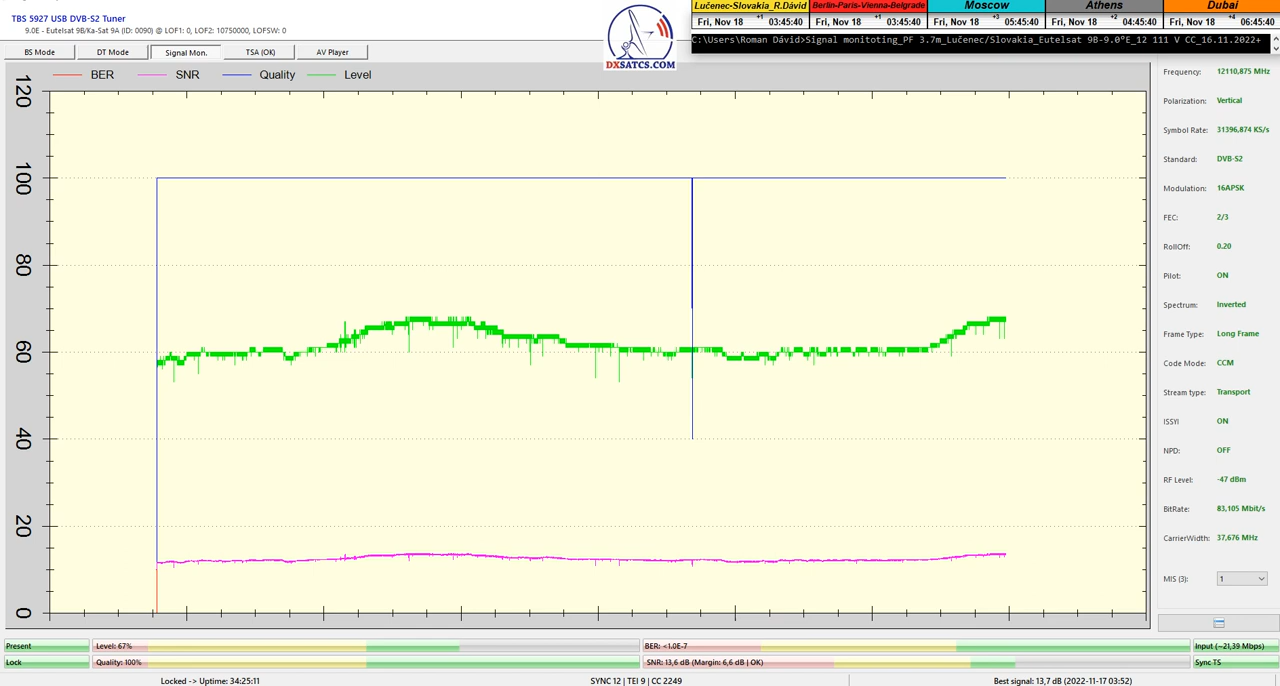 TBS 5927 USB DVB-S2 Tuner
9.0E - Eutelsat 9B/Ka-Sat 9A (ID: 0090) @ LOF1: 0, LOF2: 10750000, LOFSW: 0
BS Mode DT Mode Signal Mon. TSA (OK) AV Player
DXSATCS.COM
Lučenec-Slovakia_R.Dávid Berlin-Paris-Vienna-Belgrade Moscow Athens Dubai
Fri, Nov 18 +1 03:45:40 Fri, Nov 18 +1 03:45:40 Fri, Nov 18 +3 05:45:40 Fri, Nov 18 +2 04:45:40 Fri, Nov 18 +4 06:45:40
C:\Users\Roman Dávid>Signal monitoting_PF 3.7m_Lučenec/Slovakia_Eutelsat 9B-9.0°E_12 111 V CC_16.11.2022+
BER SNR Quality Level
120
100
80
60
40
20
0
Frequency: 12110,875 MHz
Polarization: Vertical
Symbol Rate: 31396,874 KS/s
Standard: DVB-S2
Modulation: 16APSK
FEC: 2/3
RollOff: 0.20
Pilot: ON
Spectrum: Inverted
Frame Type: Long Frame
Code Mode: CCM
Stream type: Transport
ISSYI ON
NPD: OFF
RF Level: -47 dBm
BitRate: 83,105 Mbit/s
CarrierWidth: 37,676 MHz
MIS (3): 1
Present Level: 67% BER: <1.0E-7 Input (~21,39 Mbps)
Lock Quality: 100% SNR: 13,6 dB (Margin: 6,6 dB | OK) Sync TS
Locked -> Uptime: 34:25:11 SYNC 12 | TEI 9 | CC 2249 Best signal: 13,7 dB (2022-11-17 03:52)